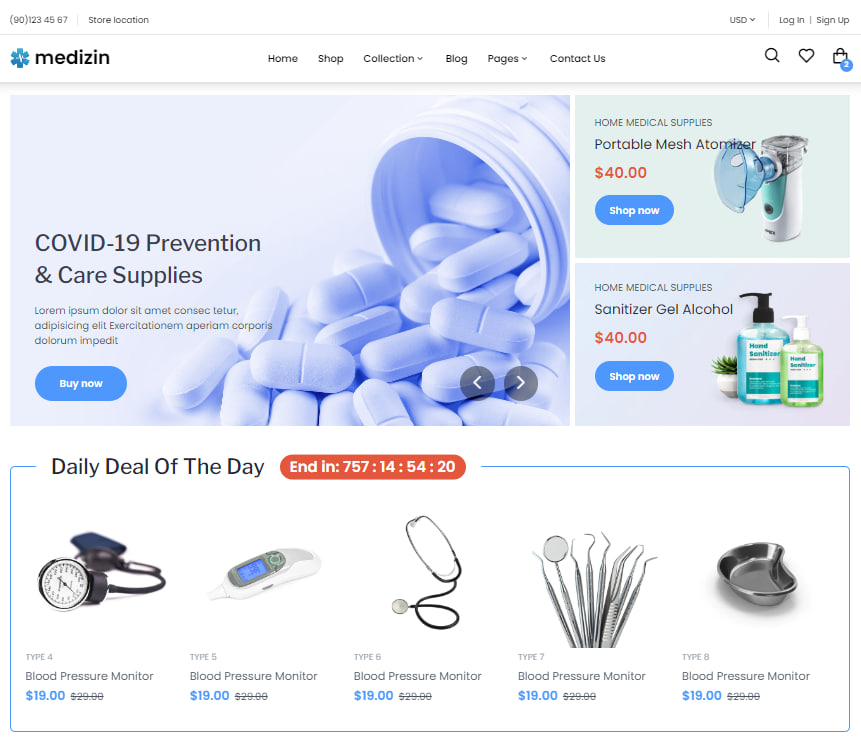 (90)123 45 67
Store location
USD
Log In | Sign Up
medizin
Home
Shop
Collection
Blog
Pages
Contact Us
2
COVID-19 Prevention
& Care Supplies
Lorem ipsum dolor sit amet consec tetur,
adipisicing elit Exercitationem aperiam corporis
dolorum impedit
Buy now
HOME MEDICAL SUPPLIES
Portable Mesh Atomizer
$40.00
Shop now
HOME MEDICAL SUPPLIES
Sanitizer Gel Alcohol
$40.00
Shop now
Hand
Sanitizer
Hand
Sanitizer
Daily Deal Of The Day
End in: 757 : 14 : 54 : 20
TYPE 4
Blood Pressure Monitor
$19.00 $29.00
TYPE 5
Blood Pressure Monitor
$19.00 $29.00
TYPE 6
Blood Pressure Monitor
$19.00 $29.00
TYPE 7
Blood Pressure Monitor
$19.00 $29.00
TYPE 8
Blood Pressure Monitor
$19.00 $29.00